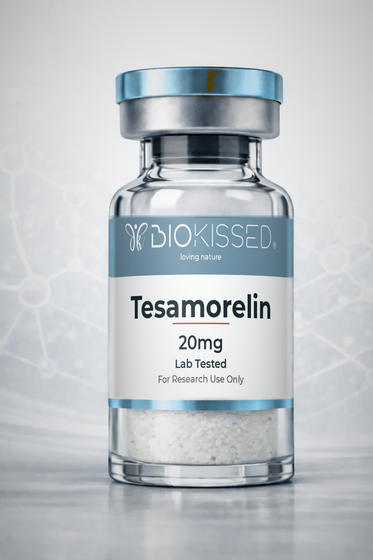 BIOKISSED®
loving nature
Tesamorelin
20mg
Lab Tested
For Research Use Only